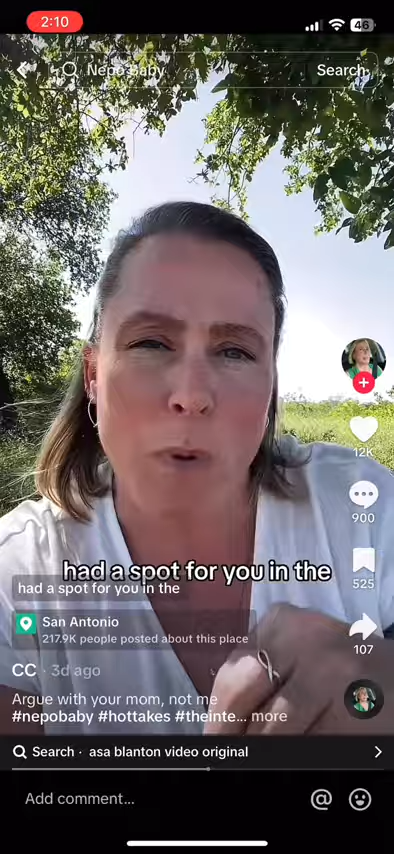 2:10
46
Nepo Baby
Search
12K
900
had a spot for you in the
had a spot for you in the
525
San Antonio
217.9K people posted about this place
107
CC · 3d ago
Argue with your mom, not me
#nepobaby #hottakes #theinte... more
Search · asa blanton video original
Add comment...